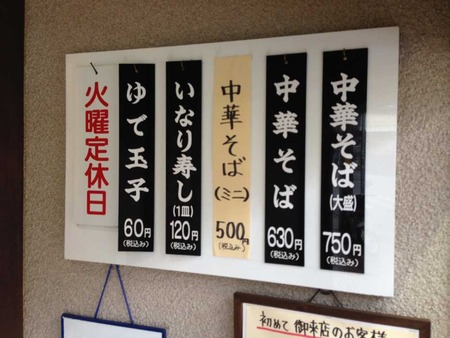 中華そば(大盛)750円(税込み)
中華そば630円(税込み)
中華そば(ミニ)500円(税込み)
いなり寿し(1皿)120円(税込み)
ゆで玉子60円(税込み)
火曜定休日
初めて御来店のお客様